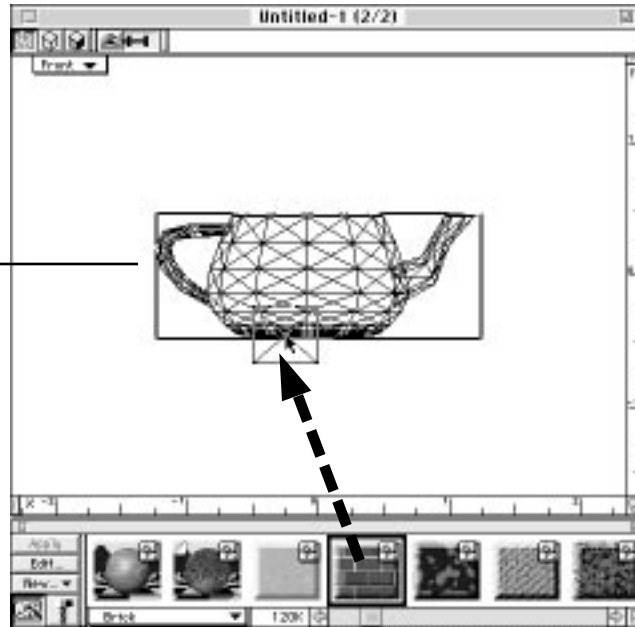 Untitled-1 (2/2)
Front
X
Apply
Edit...
New...
Brick
120K